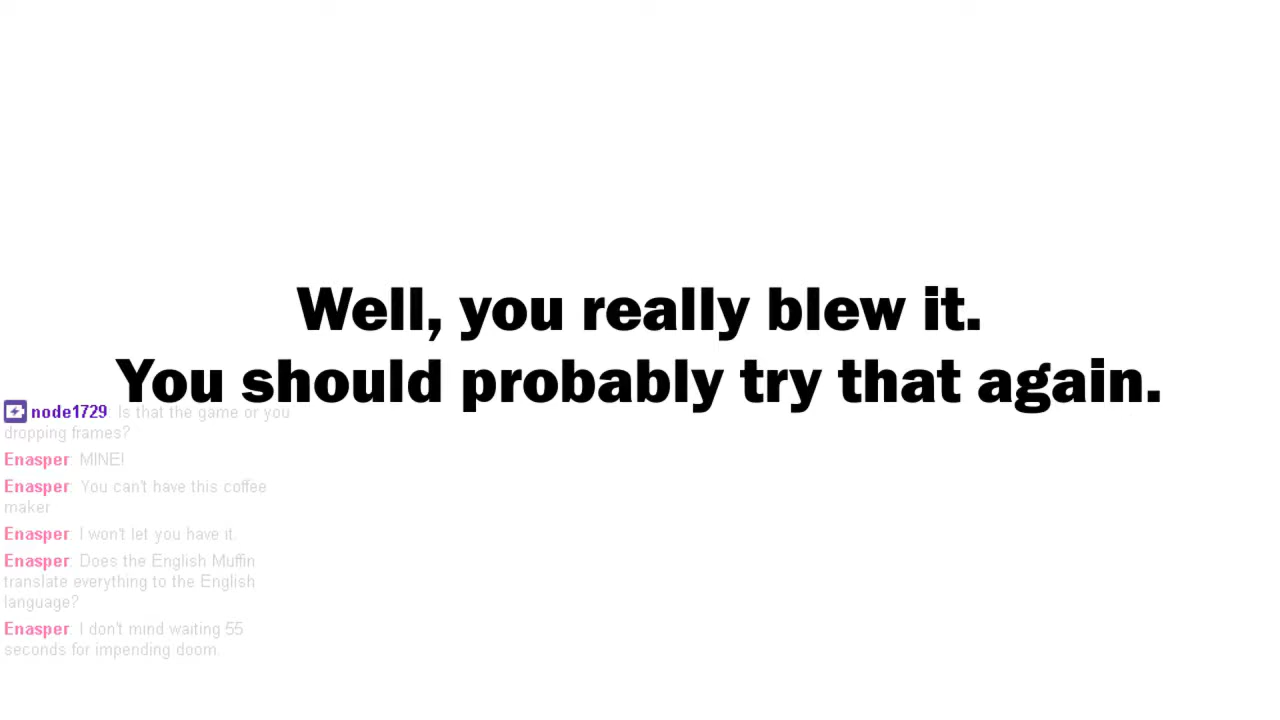 Well, you really blew it.
You should probably try that again.
node1729 Is that the game or you
dropping frames?
Enasper: MINE!
Enasper: You can't have this coffee
maker
Enasper: I won't let you have it.
Enasper: Does the English Muffin
translate everything to the English
language?
Enasper: I don't mind waiting 55
seconds for impending doom.